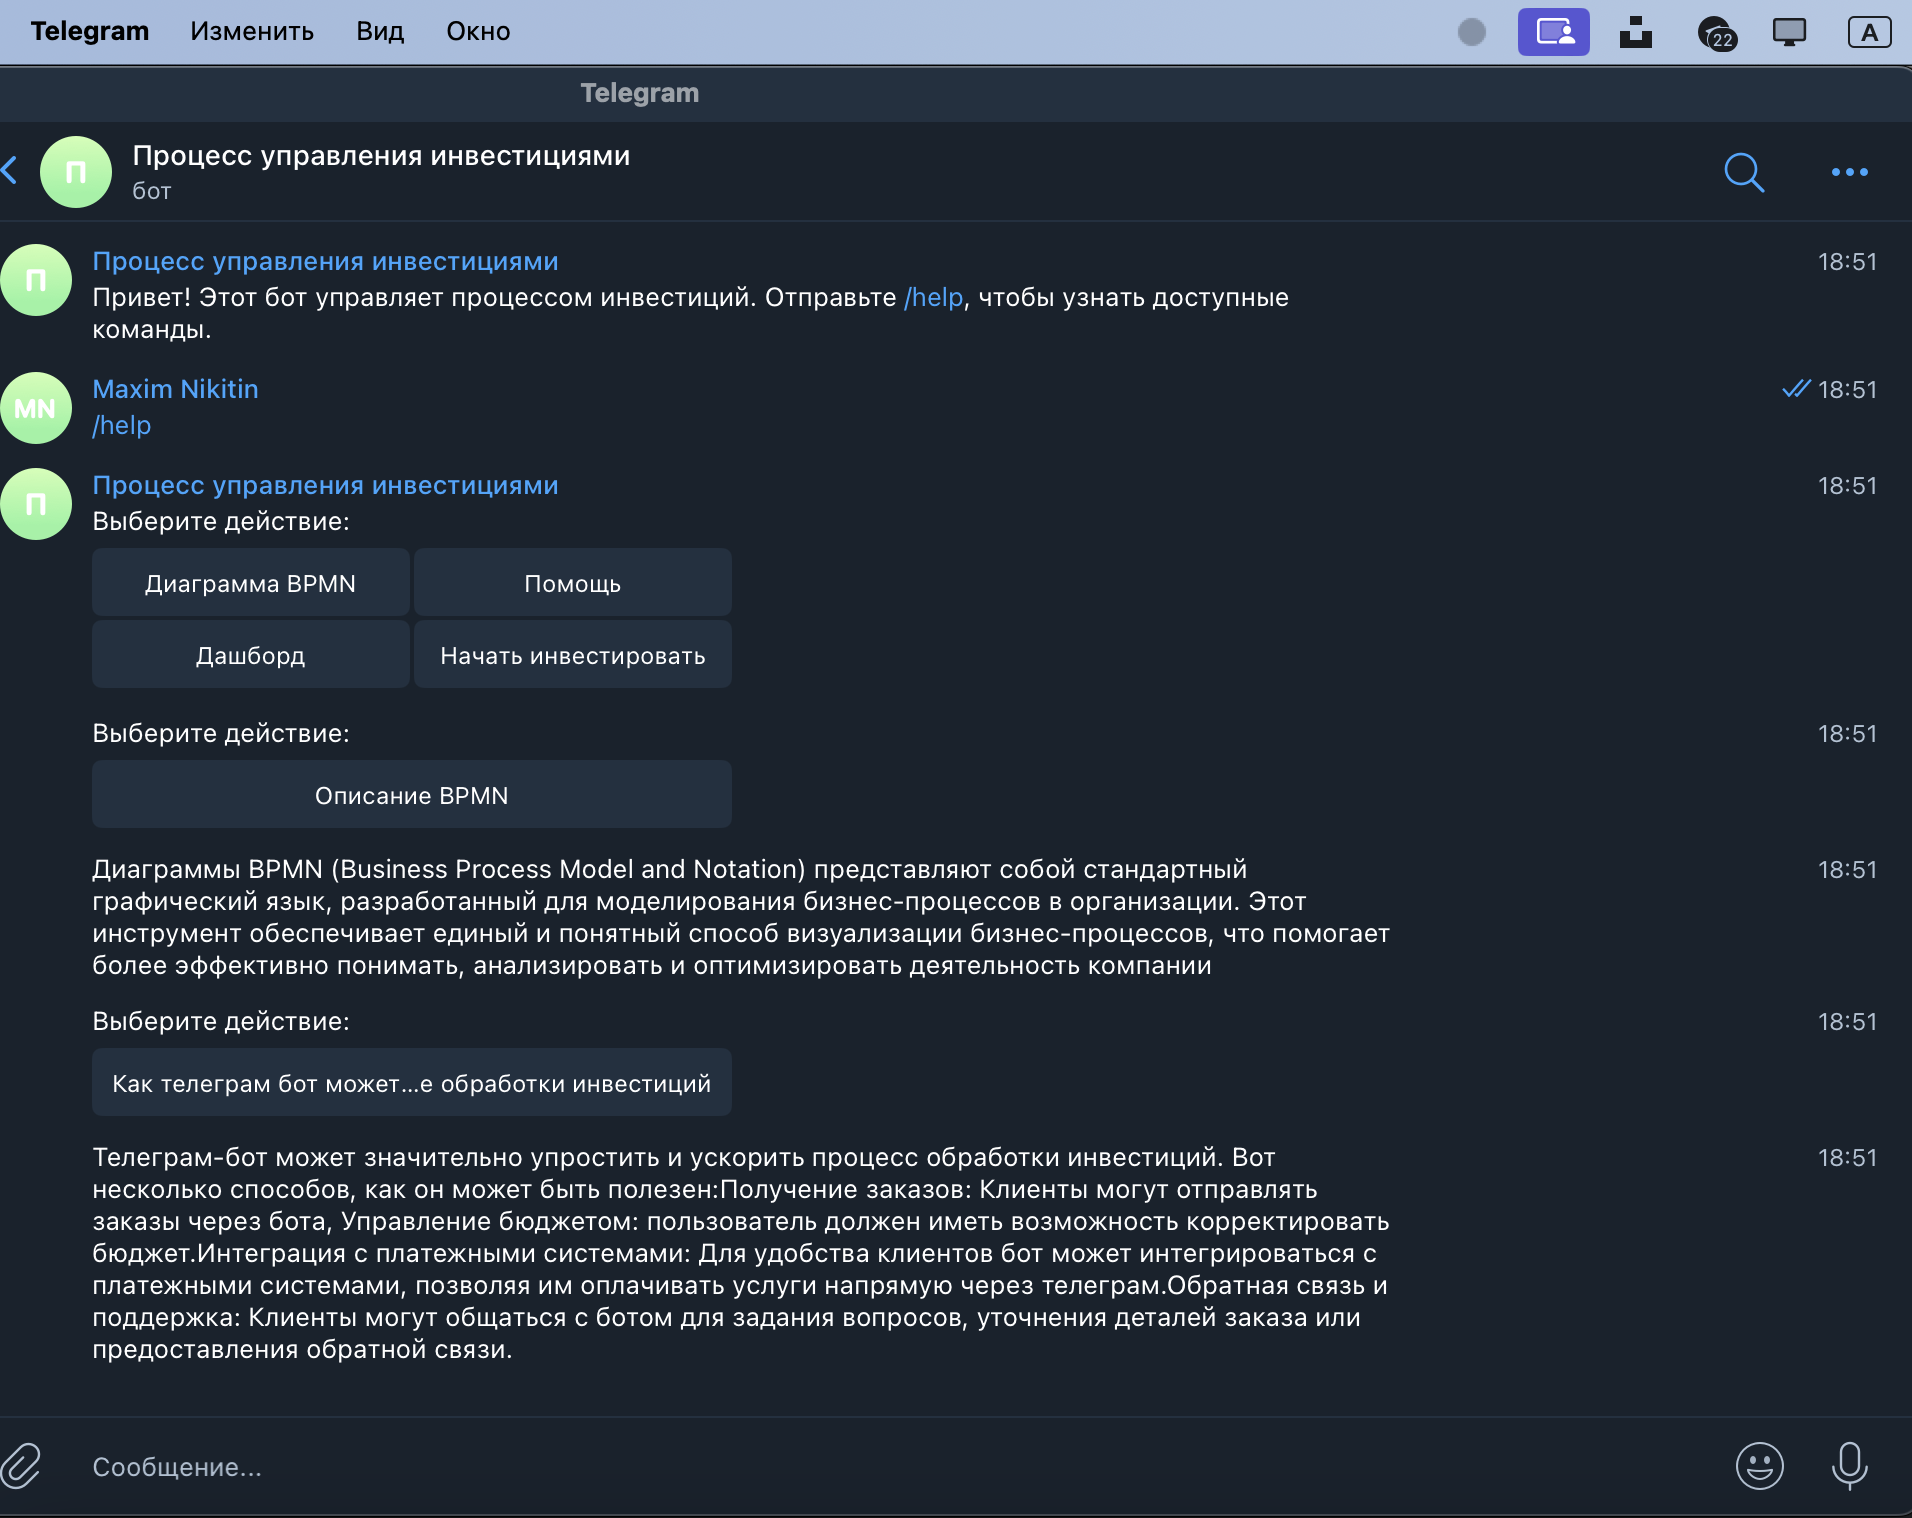 Telegram Изменить Вид Окно 22 A
Telegram
П Процесс управления инвестициями
бот
П Процесс управления инвестициями 18:51
Привет! Этот бот управляет процессом инвестиций. Отправьте /help, чтобы узнать доступные
команды.
MN Maxim Nikitin 18:51
/help
П Процесс управления инвестициями 18:51
Выберите действие:
Диаграмма BPMN Помощь
Дашборд Начать инвестировать
Выберите действие: 18:51
Описание BPMN
Диаграммы BPMN (Business Process Model and Notation) представляют собой стандартный 18:51
графический язык, разработанный для моделирования бизнес-процессов в организации. Этот
инструмент обеспечивает единый и понятный способ визуализации бизнес-процессов, что помогает
более эффективно понимать, анализировать и оптимизировать деятельность компании
Выберите действие: 18:51
Как телеграм бот может...е обработки инвестиций
Телеграм-бот может значительно упростить и ускорить процесс обработки инвестиций. Вот 18:51
несколько способов, как он может быть полезен:Получение заказов: Клиенты могут отправлять
заказы через бота, Управление бюджетом: пользователь должен иметь возможность корректировать
бюджет.Интеграция с платежными системами: Для удобства клиентов бот может интегрироваться с
платежными системами, позволяя им оплачивать услуги напрямую через телеграм.Обратная связь и
поддержка: Клиенты могут общаться с ботом для задания вопросов, уточнения деталей заказа или
предоставления обратной связи.
Сообщение...